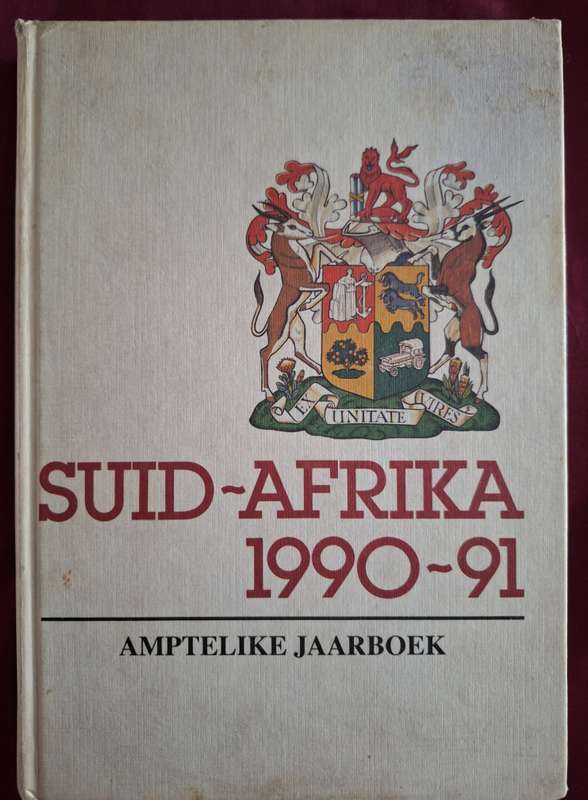 EX UNITATE VIRES
SUID~AFRIKA
1990~91
AMPTELIKE JAARBOEK